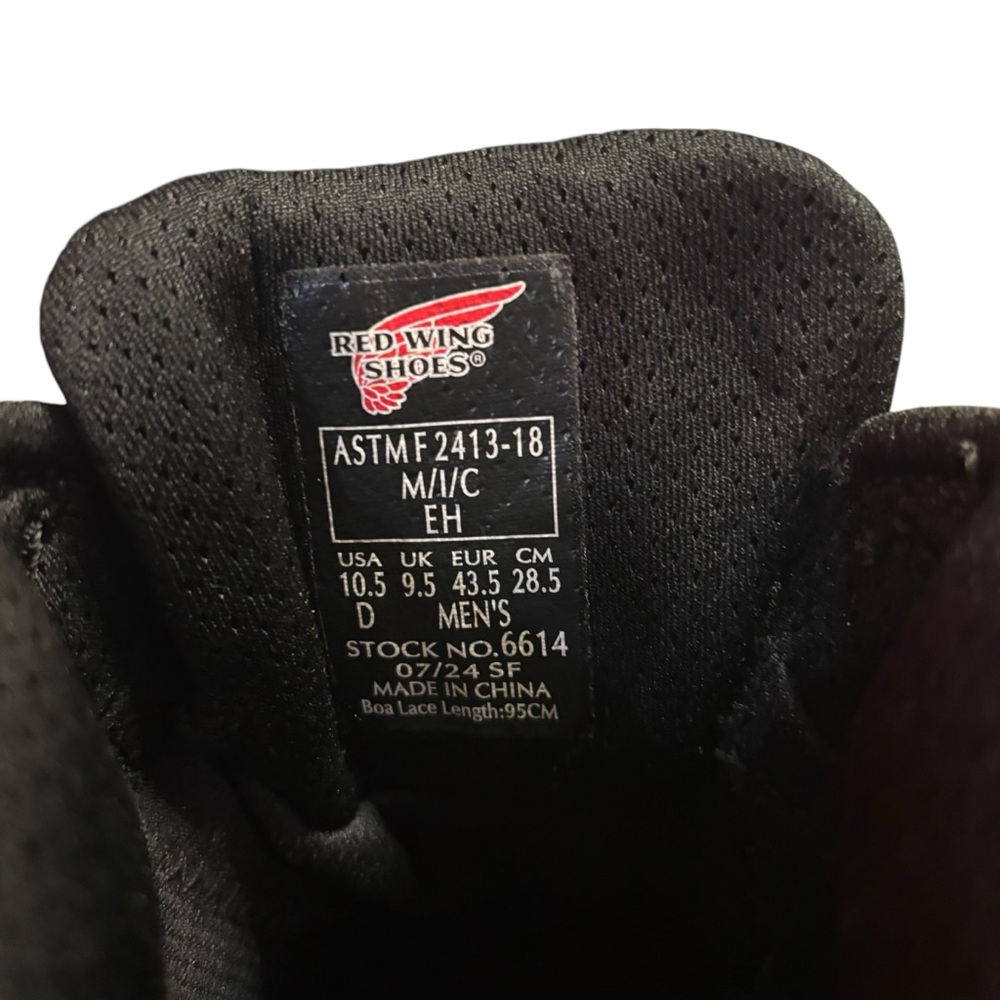 RED WING
SHOES®
ASTM F 2413-18
M/I/C
EH
USA UK EUR CM
10.5 9.5 43.5 28.5
D MEN'S
STOCK NO.6614
07/24 SF
MADE IN CHINA
Boa Lace Length:95CM